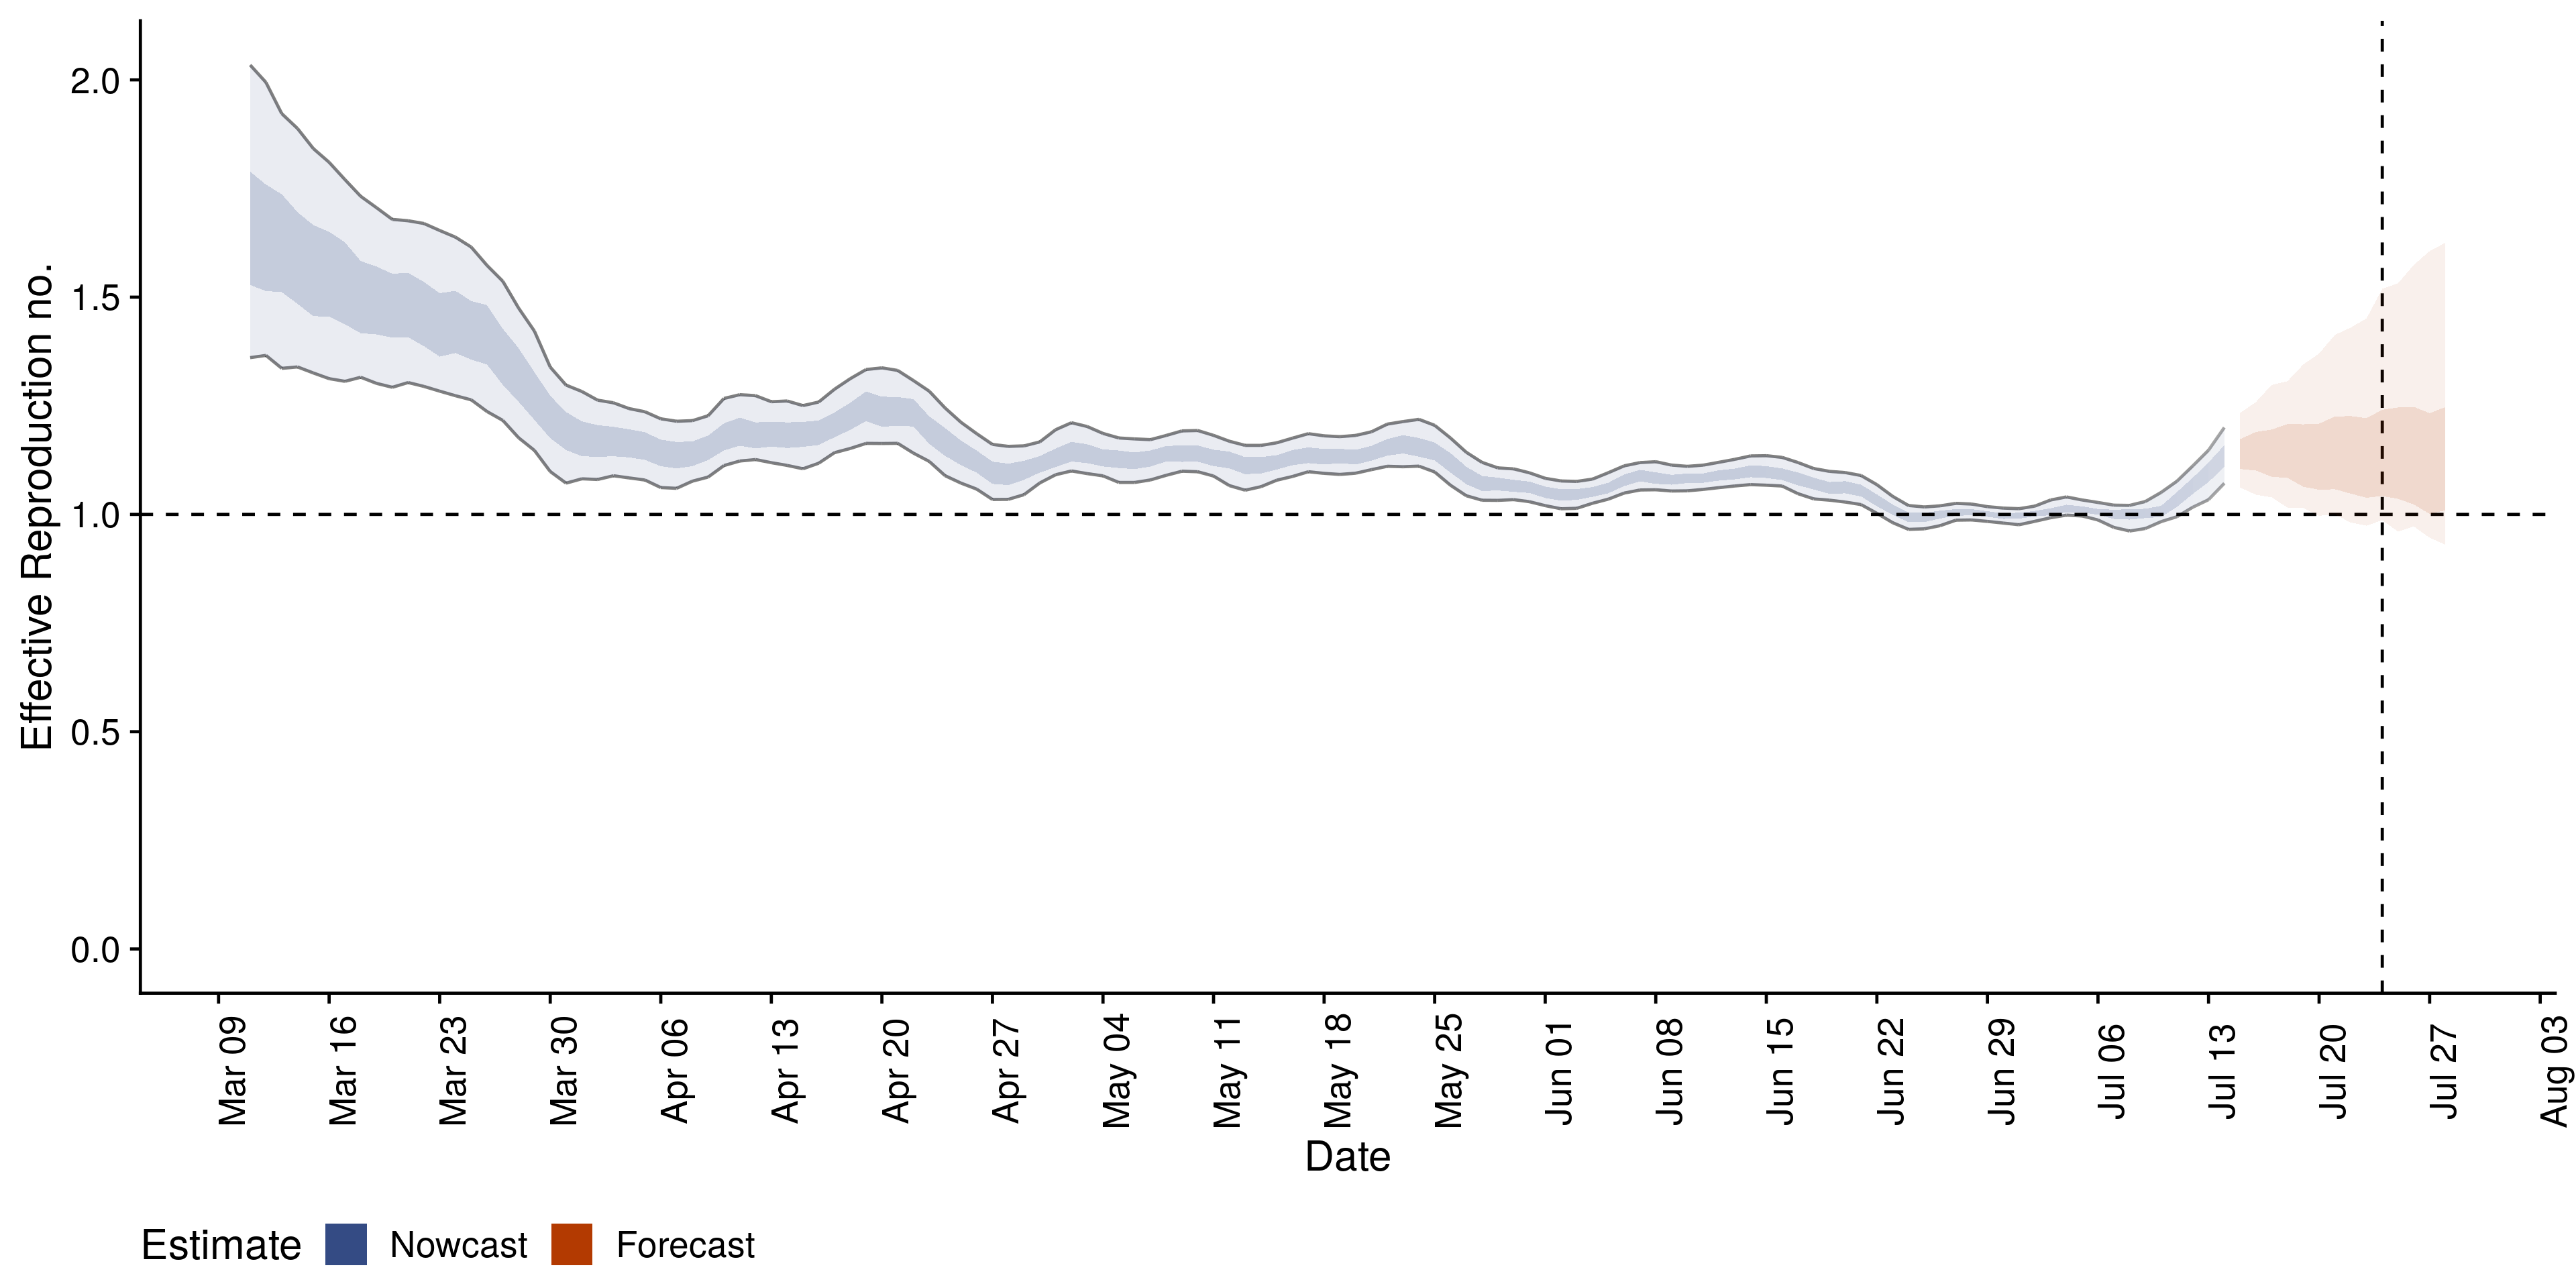 Effective Reproduction no.
2.0
1.5
1.0
0.5
0.0
Mar 09
Mar 16
Mar 23
Mar 30
Apr 06
Apr 13
Apr 20
Apr 27
May 04
May 11
May 18
May 25
Jun 01
Jun 08
Jun 15
Jun 22
Jun 29
Jul 06
Jul 13
Jul 20
Jul 27
Aug 03
Date
Estimate Nowcast Forecast